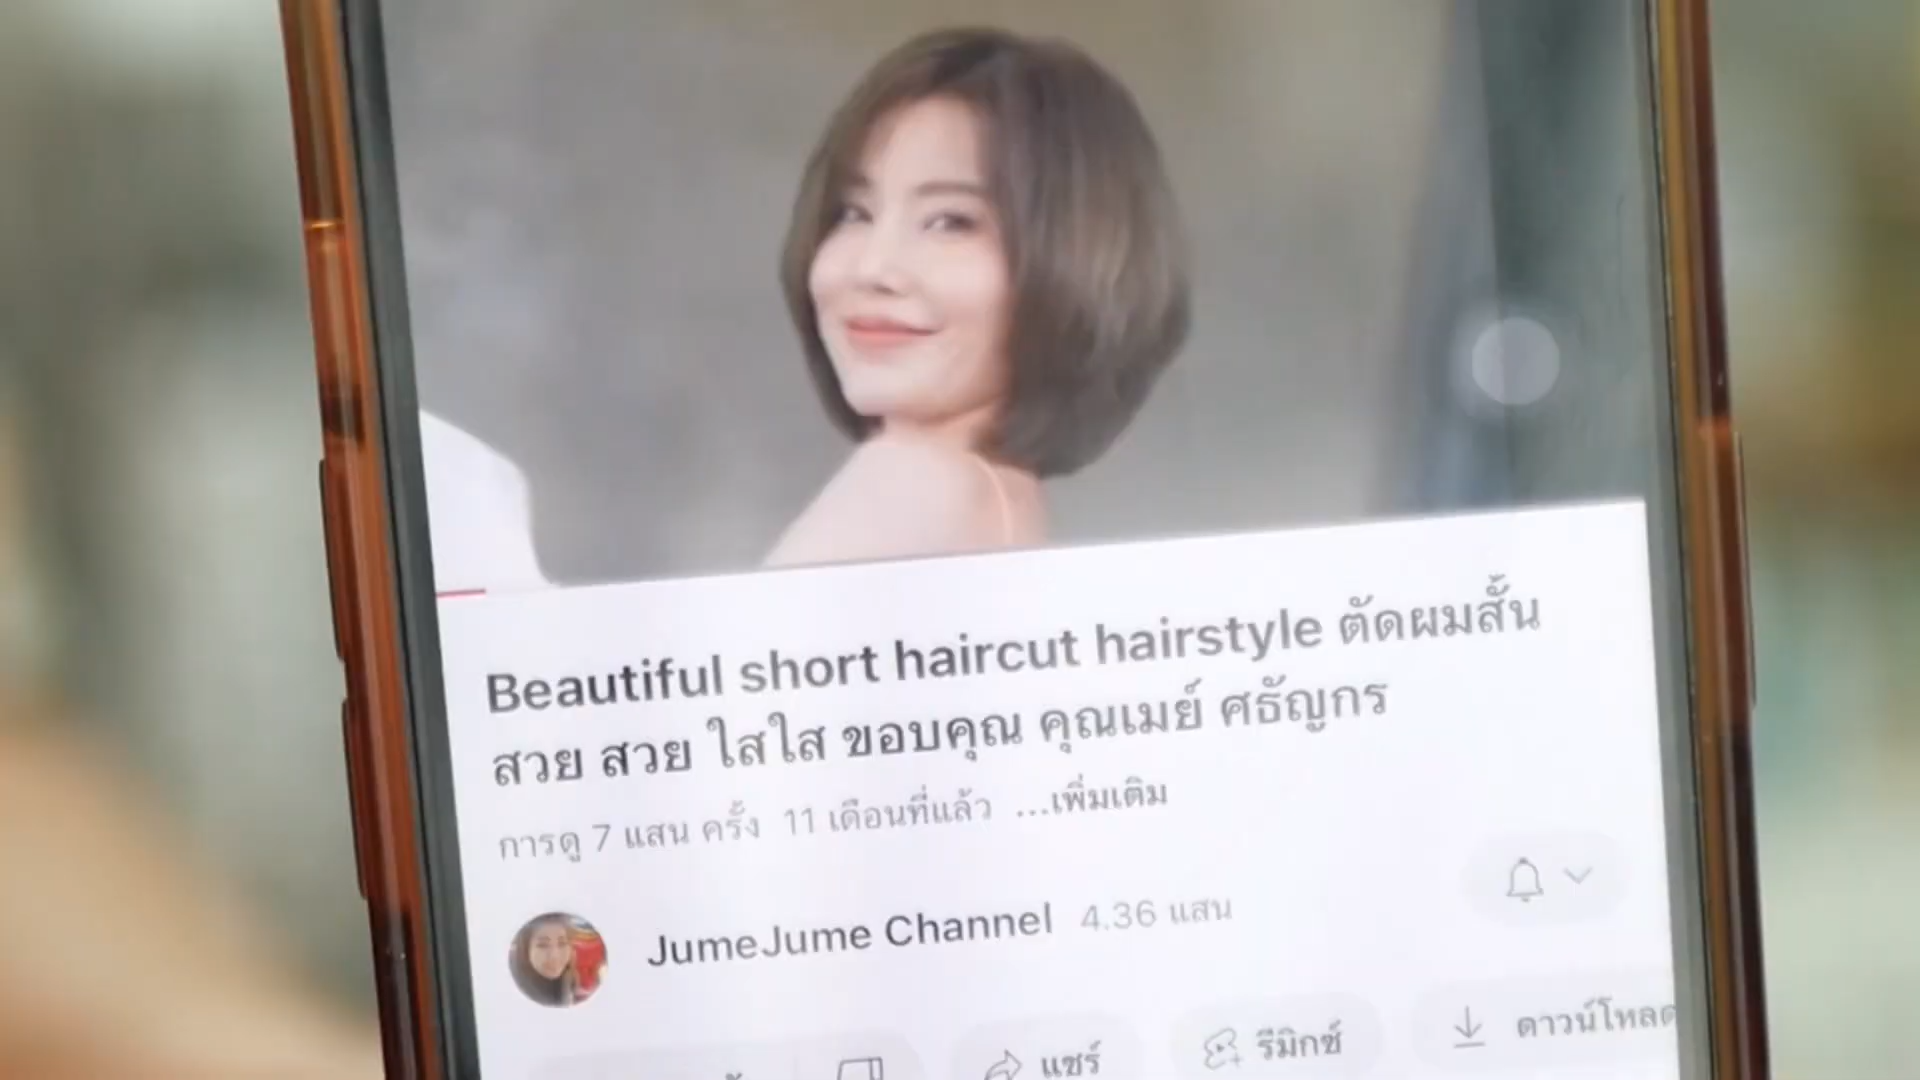 Beautiful short haircut hairstyle ตัดผมสั้น
สวย สวย ใสใส ขอบคุณ คุณเมย์ ศธัญกร
การดู 7 แสน ครั้ง 11 เดือนที่แล้ว ...เพิ่มเติม
JumeJume Channel 4.36 แสน
แชร์ รีมิกซ์ ดาวน์โหลด